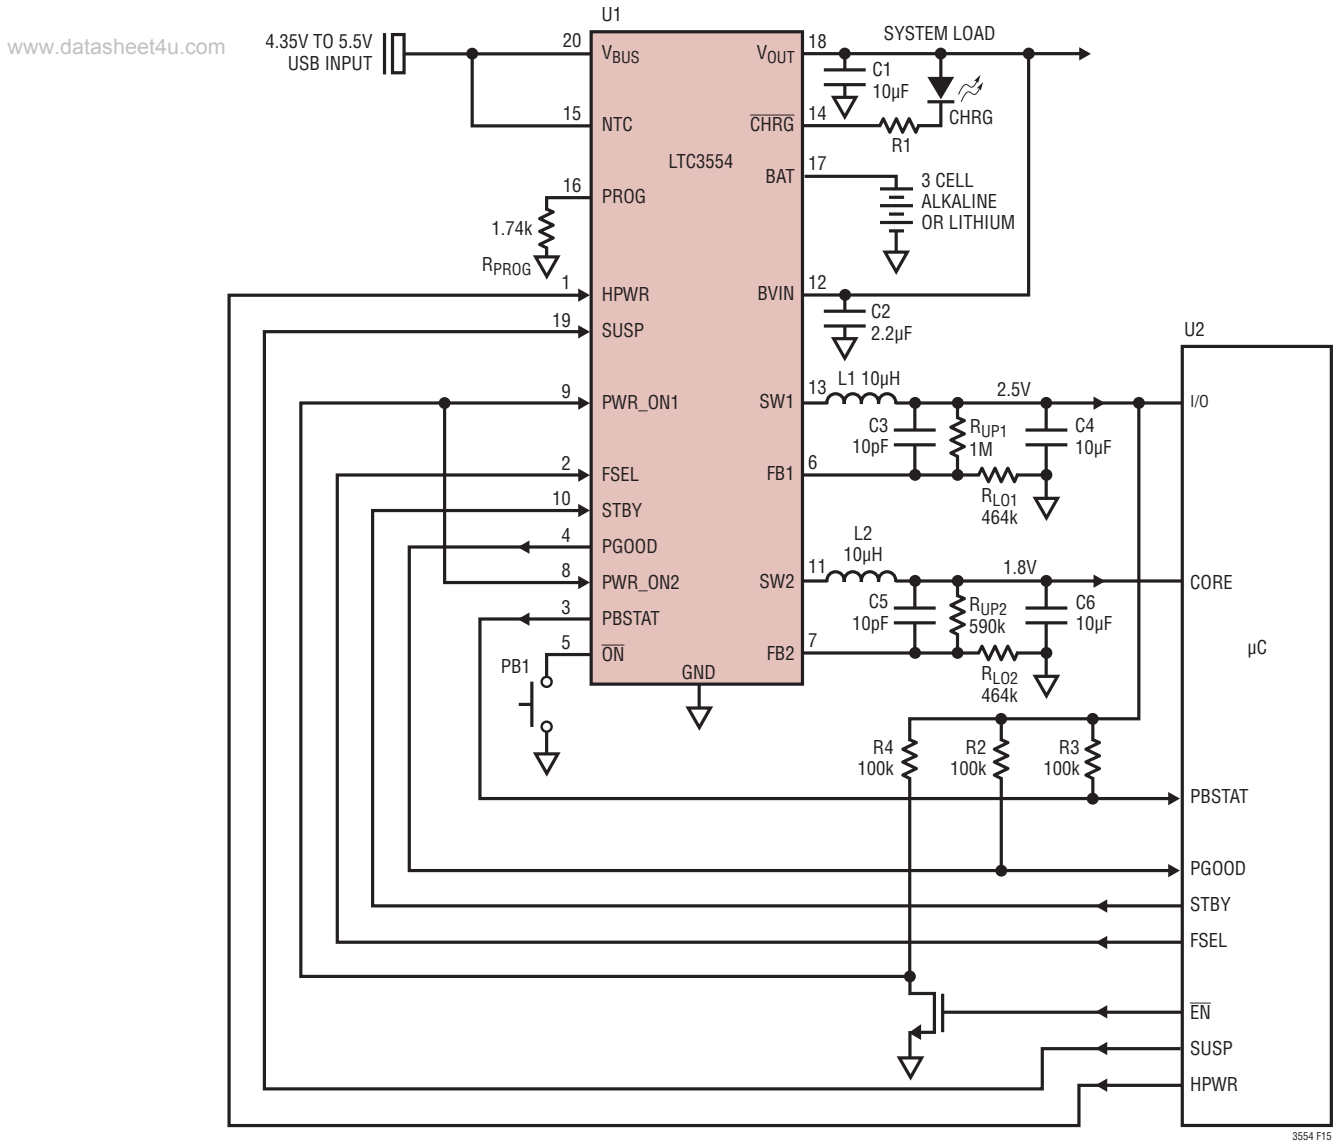 www.datasheet4u.com
U1
4.35V TO 5.5V
USB INPUT
20
VBUS
15
NTC
16
PROG
1.74k
RPROG
1
HPWR
19
SUSP
9
PWR_ON1
2
FSEL
10
STBY
4
PGOOD
8
PWR_ON2
3
PBSTAT
5
ON
PB1
LTC3554
GND
VOUT
18
SYSTEM LOAD
C1
10µF
CHRG
14
R1
CHRG
BAT
17
3 CELL
ALKALINE
OR LITHIUM
BVIN
12
C2
2.2µF
SW1
13
L1 10µH
2.5V
C3
10pF
RUP1
1M
C4
10µF
FB1
6
RLO1
464k
SW2
11
L2
10µH
1.8V
C5
10pF
RUP2
590k
C6
10µF
FB2
7
RLO2
464k
R4
100k
R2
100k
R3
100k
U2
I/O
CORE
µC
PBSTAT
PGOOD
STBY
FSEL
EN
SUSP
HPWR
3554 F15